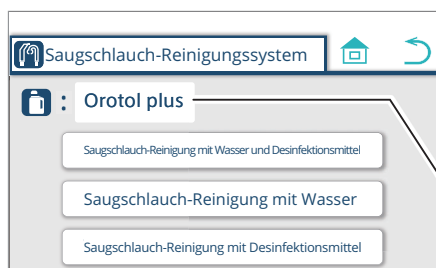 Saugschlauch-Reinigungssystem
: Orotol plus
Saugschlauch-Reinigung mit Wasser und Desinfektionsmittel
Saugschlauch-Reinigung mit Wasser
Saugschlauch-Reinigung mit Desinfektionsmittel